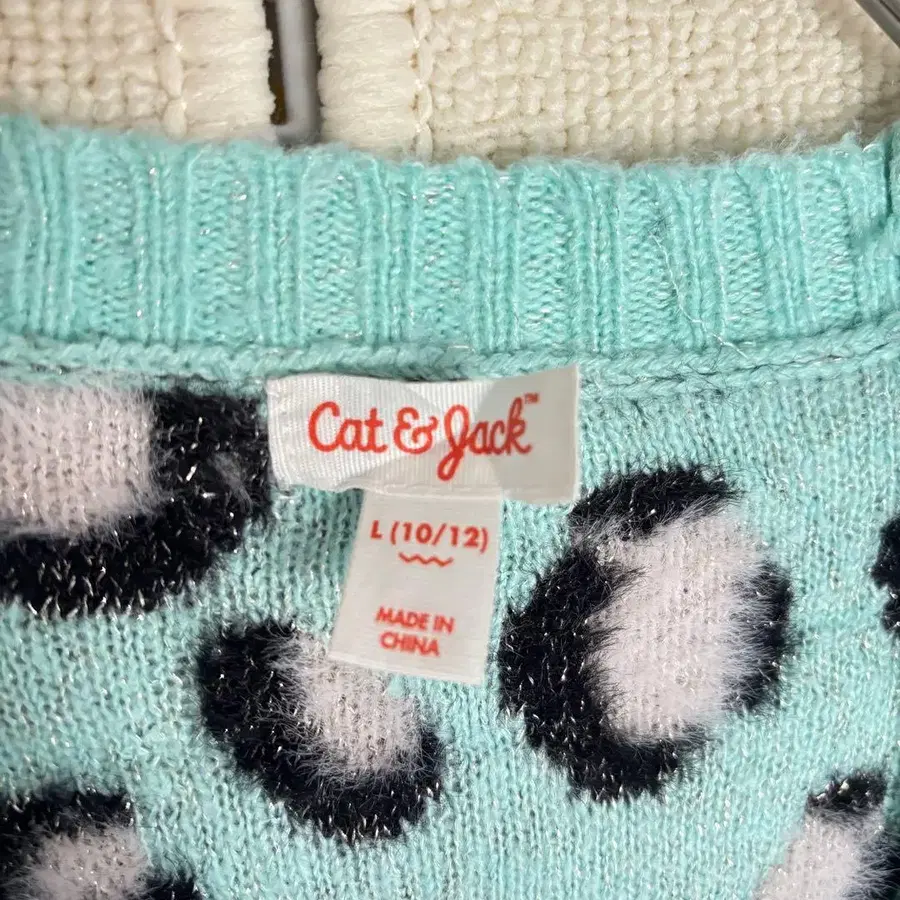 Cat & Jack™
L (10/12)
MADE IN
CHINA